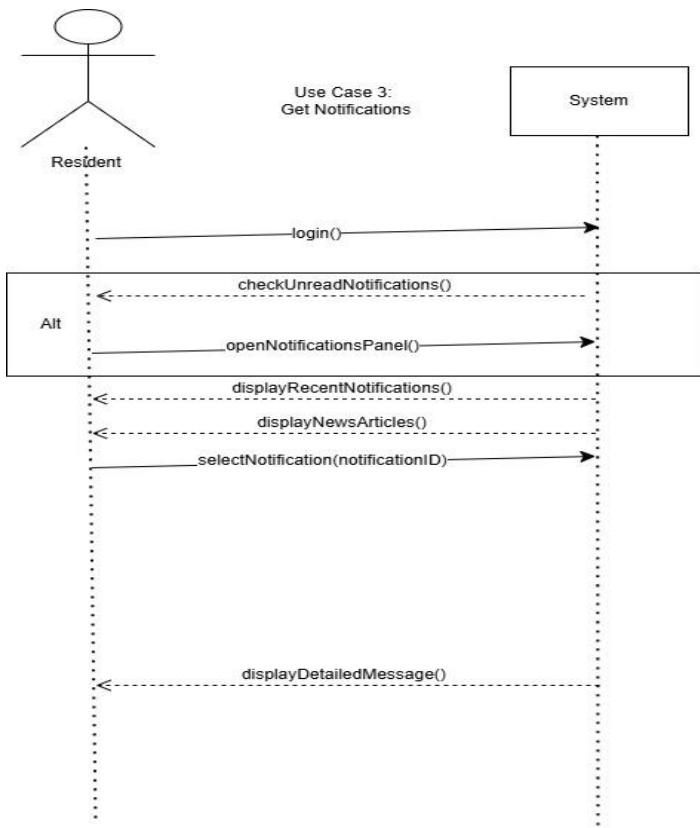 Use Case 3:
Get Notifications
System
Resident
login()
checkUnreadNotifications()
Alt
openNotificationsPanel()
displayRecentNotifications()
displayNewsArticles()
selectNotification(notificationID)
displayDetailedMessage()